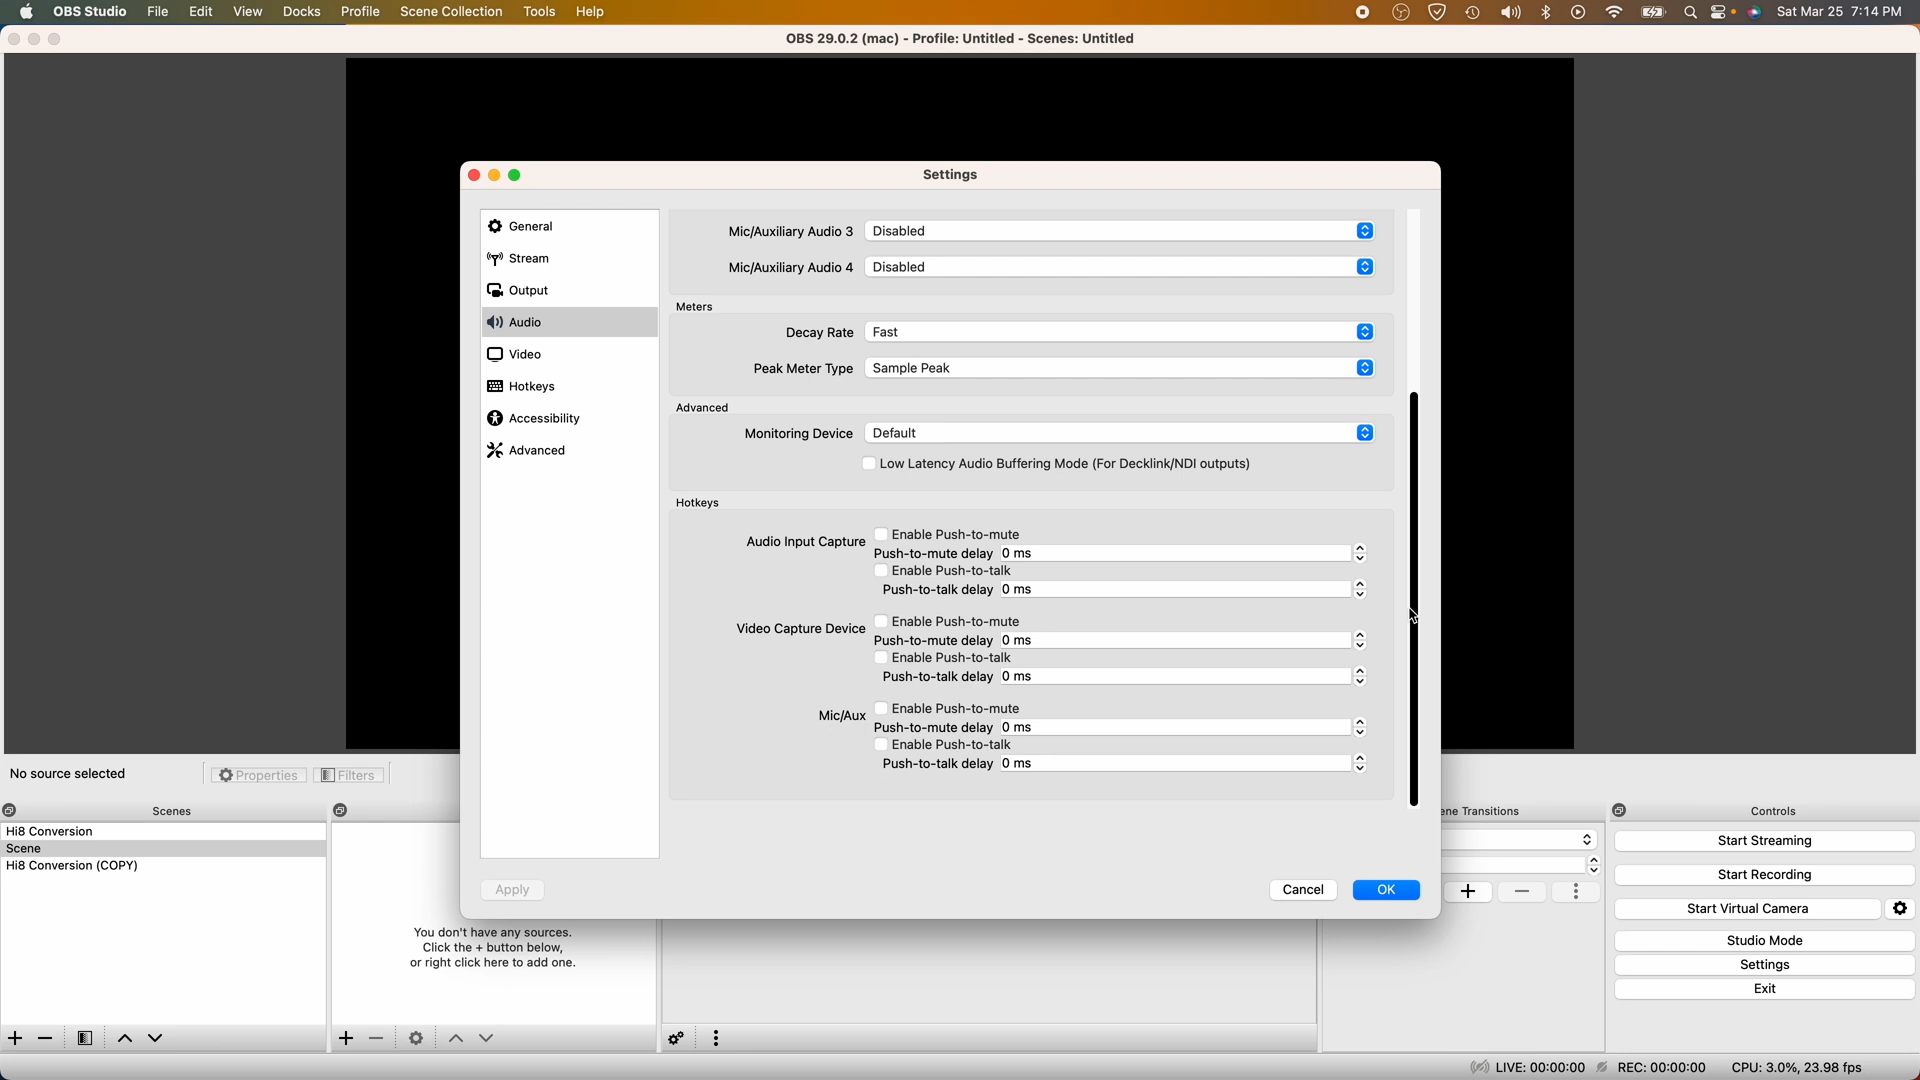 OBS Studio File Edit View Docks Profile Scene Collection Tools Help Sat Mar 25 7:14 PM
OBS 29.0.2 (mac) - Profile: Untitled - Scenes: Untitled
Settings
General
Stream
Output
Audio
Video
Hotkeys
Accessibility
Advanced
Mic/Auxiliary Audio 3 Disabled
Mic/Auxiliary Audio 4 Disabled
Meters
Decay Rate Fast
Peak Meter Type Sample Peak
Advanced
Monitoring Device Default
Low Latency Audio Buffering Mode (For Decklink/NDI outputs)
Hotkeys
Audio Input Capture Enable Push-to-mute
Push-to-mute delay 0 ms
Enable Push-to-talk
Push-to-talk delay 0 ms
Video Capture Device Enable Push-to-mute
Push-to-mute delay 0 ms
Enable Push-to-talk
Push-to-talk delay 0 ms
Mic/Aux Enable Push-to-mute
Push-to-mute delay 0 ms
Enable Push-to-talk
Push-to-talk delay 0 ms
Apply Cancel OK
No source selected Properties Filters
Scenes
Hi8 Conversion
Scene
Hi8 Conversion (COPY)
You don't have any sources.
Click the + button below,
or right click here to add one.
ene Transitions
Controls
Start Streaming
Start Recording
Start Virtual Camera
Studio Mode
Settings
Exit
LIVE: 00:00:00 REC: 00:00:00 CPU: 3.0%, 23.98 fps